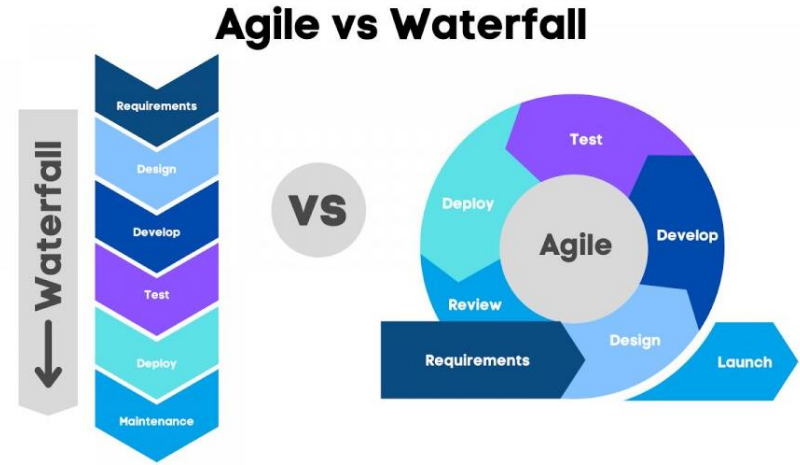 Agile vs Waterfall
Waterfall
Requirements
Design
Develop
Test
Deploy
Maintenance
VS
Agile
Test
Develop
Design
Requirements
Review
Deploy
Launch